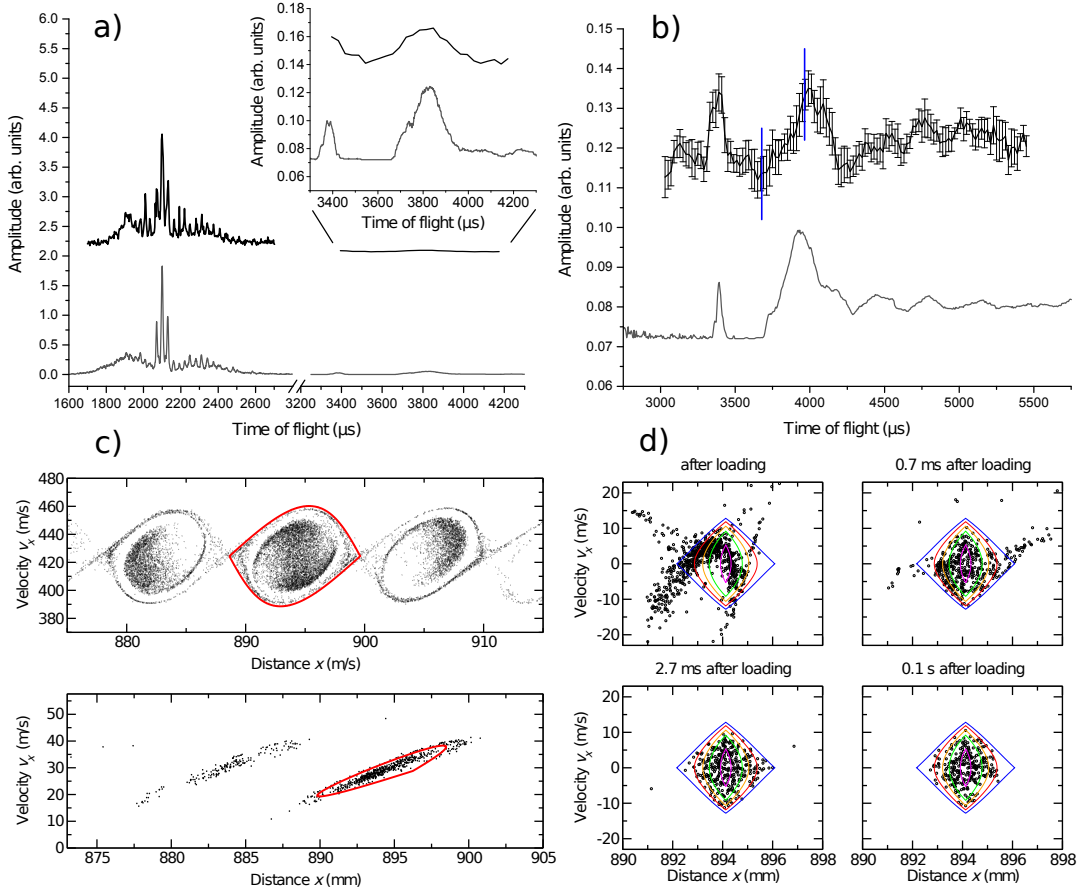 a)
6.0
5.5
5.0
4.5
4.0
3.5
3.0
2.5
2.0
1.5
1.0
0.5
0.0
Amplitude (arb. units)
1600 1800 2000 2200 2400 2600 3200 3400 3600 3800 4000 4200
Time of flight (μs)
0.18
0.16
0.14
0.12
0.10
0.08
0.06
Amplitude (arb. units)
3400 3600 3800 4000 4200
Time of flight (μs)
b)
0.15
0.14
0.13
0.12
0.11
0.10
0.09
0.08
0.07
0.06
Amplitude (arb. units)
3000 3500 4000 4500 5000 5500
Time of flight (μs)
c)
460
440
420
400
380
Velocity vx (m/s)
880 890 900 910
Distance x (m/s)
50
40
30
20
10
0
Velocity vx (m/s)
875 880 885 890 895 900 905
Distance x (mm)
d)
after loading
0.7 ms after loading
20
10
0
-10
-20
Velocity vx (m/s)
2.7 ms after loading
0.1 s after loading
20
10
0
-10
-20
Velocity vx (m/s)
890 892 894 896 898
890 892 894 896 898
Distance x (mm)
Distance x (mm)